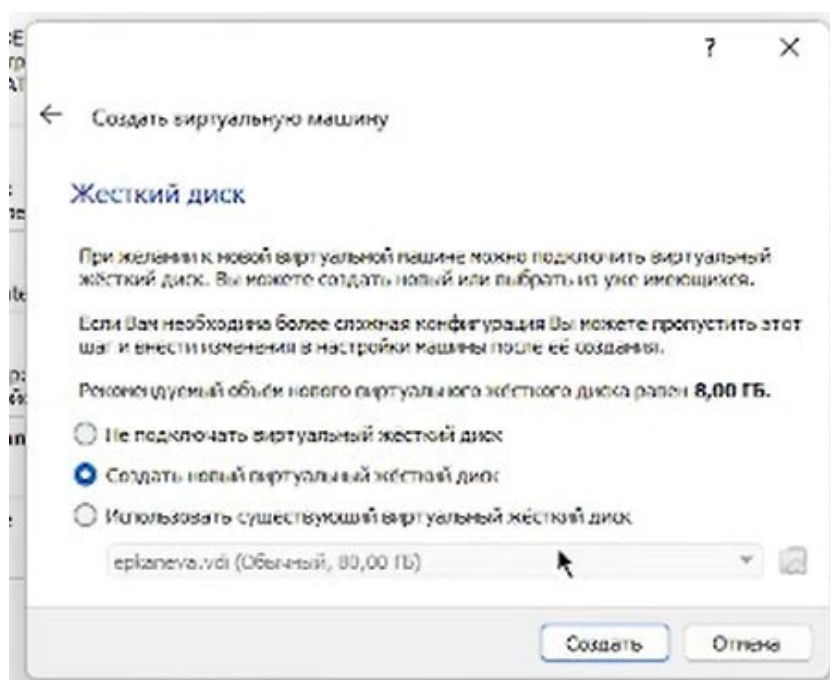 ?
Создать виртуальную машину
Жесткий диск
При желании к новой виртуальной машине можно подключить виртуальный
жёсткий диск. Вы можете создать новый или выбрать из уже имеющихся.
Если Вам необходима более сложная конфигурация Вы можете пропустить этот
шаг и внести изменения в настройки машины после её создания.
Рекомендуемый объём нового виртуального жёсткого диска равен 8,00 ГБ.
Не подключать виртуальный жёсткий диск
Создать новый виртуальный жёсткий диск
Использовать существующий виртуальный жёсткий диск
epkaneva.vdi (Обычный, 80,00 ГБ)
Создать Отмена